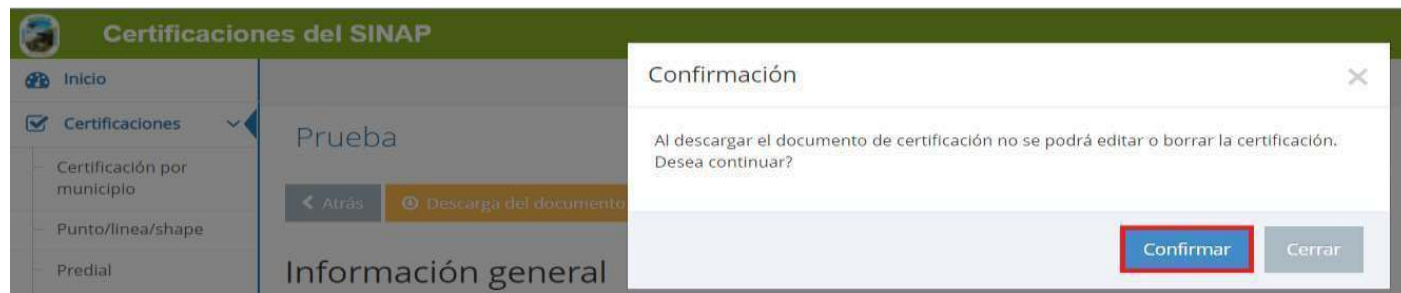 Certificaciones del SINAP
Inicio
Certificaciones
Certificación por
municipio
Punto/linea/shape
Predial
Prueba
Atrás
Descarga del documento
Información general
Confirmación
×
Al descargar el documento de certificación no se podrá editar o borrar la certificación.
Desea continuar?
Confirmar
Cerrar